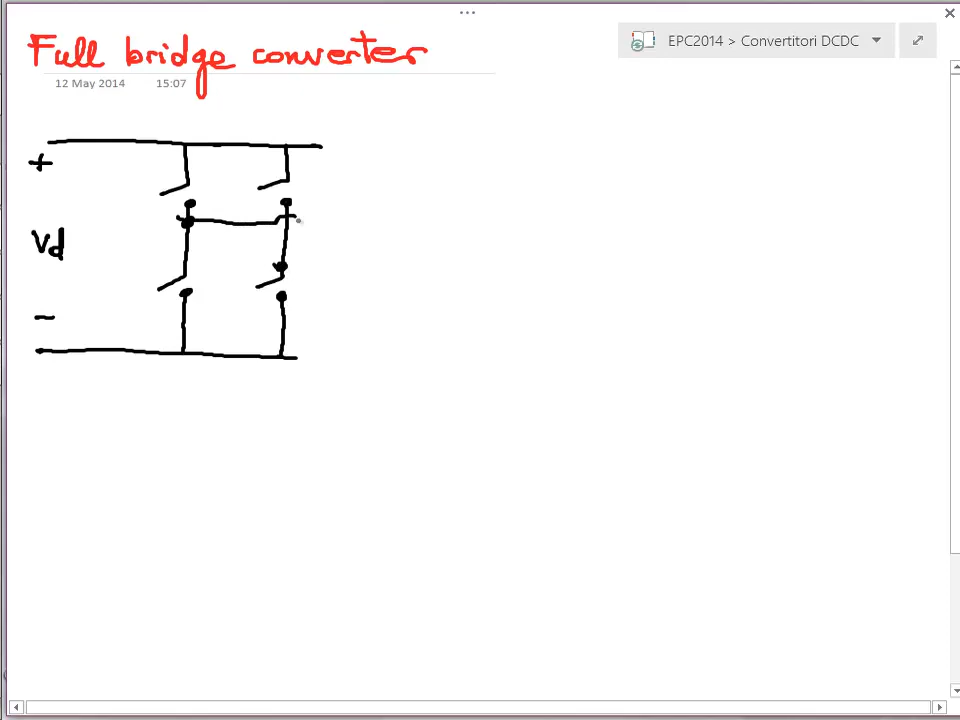 Full bridge converter
EPC2014 > Convertitori DCDC
12 May 2014 15:07
+
Vd
-